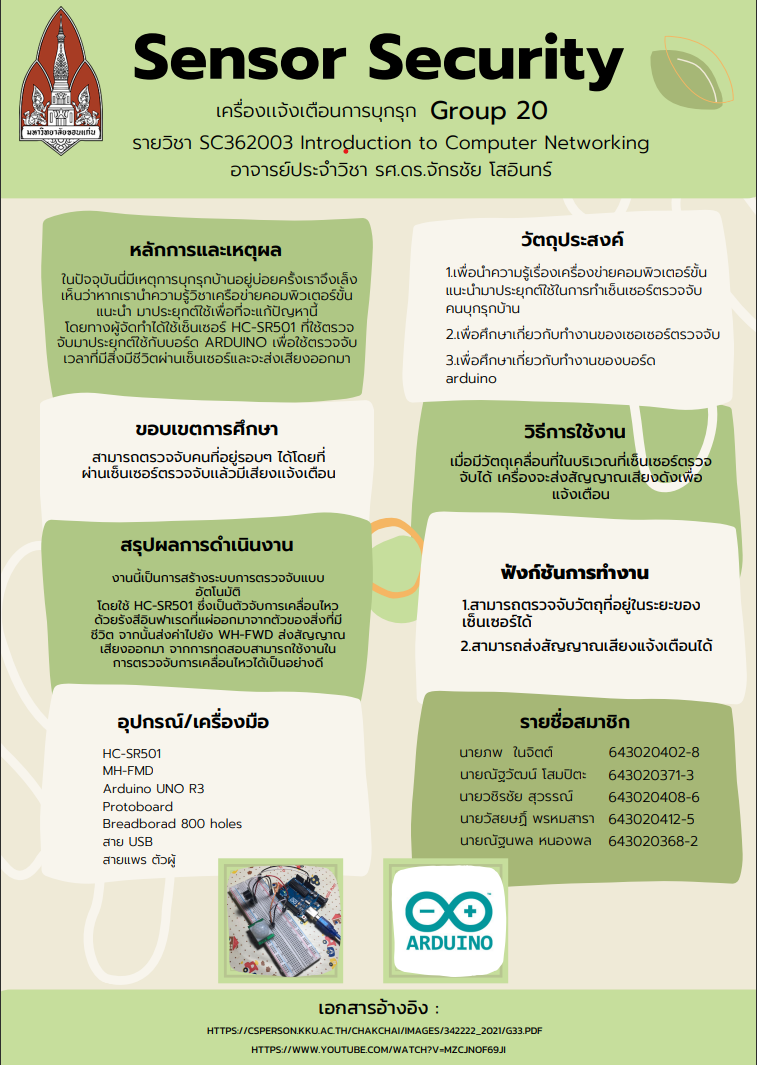 Sensor Security
เครื่องแจ้งเตือนการบุกรุก Group 20
รายวิชา SC362003 Introduction to Computer Networking
อาจารย์ประจำวิชา รศ.ดร.จักรชัย โสอินทร์
มหาวิทยาลัยขอนแก่น
หลักการและเหตุผล
ในปัจจุบันนี่มีเหตุการบุกรุกบ้านอยู่บ่อยครั้งเราจึงเล็ง
เห็นว่าหากเรานำความรู้วิชาเครือข่ายคอมพิวเตอร์ขั้น
แนะนำ มาประยุกต์ใช้เพื่อที่จะแก้ปัญหานี้
โดยทางผู้จัดทำได้ใช้เซ็นเซอร์ HC-SR501 ที่ใช้ตรวจ
จับมาประยุกต์ใช้กับบอร์ด ARDUINO เพื่อใช้ตรวจจับ
เวลาที่มีสิ่งมีชีวิตผ่านเซ็นเซอร์และจะส่งเสียงออกมา
ขอบเขตการศึกษา
สามารถตรวจจับคนที่อยู่รอบๆ ได้โดยที่
ผ่านเซ็นเซอร์ตรวจจับแล้วมีเสียงแจ้งเตือน
สรุปผลการดำเนินงาน
งานนี้เป็นการสร้างระบบการตรวจจับแบบ
อัตโนมัติ
โดยใช้ HC-SR501 ซึ่งเป็นตัวจับการเคลื่อนไหว
ด้วยรังสีอินฟาเรดที่แผ่ออกมาจากตัวของสิ่งที่มี
ชีวิต จากนั้นส่งค่าไปยัง WH-FWD ส่งสัญญาณ
เสียงออกมา จากการทดสอบสามารถใช้งานใน
การตรวจจับการเคลื่อนไหวได้เป็นอย่างดี
อุปกรณ์/เครื่องมือ
HC-SR501
MH-FMD
Arduino UNO R3
Protoboard
Breadborad 800 holes
สาย USB
สายแพร ตัวผู้
วัตถุประสงค์
1.เพื่อนำความรู้เรื่องเครื่องข่ายคอมพิวเตอร์ขั้น
แนะนำมาประยุกต์ใช้ในการทำเซ็นเซอร์ตรวจจับ
คนบุกรุกบ้าน
2.เพื่อศึกษาเกี่ยวกับทำงานของเซอเซอร์ตรวจจับ
3.เพื่อศึกษาเกี่ยวกับทำงานของบอร์ด
arduino
วิธีการใช้งาน
เมื่อมีวัตถุเคลื่อนที่ในบริเวณที่เซ็นเซอร์ตรวจ
จับได้ เครื่องจะส่งสัญญาณเสียงดังเพื่อ
แจ้งเตือน
ฟังก์ชันการทำงาน
1.สามารถตรวจจับวัตถุที่อยู่ในระยะของ
เซ็นเซอร์ได้
2.สามารถส่งสัญญาณเสียงแจ้งเตือนได้
รายชื่อสมาชิก
นายภพ ในจิตต์ 643020402-8
นายณัฐวัฒน์ โสมปิตะ 643020371-3
นายวชิรชัย สุวรรณ์ 643020408-6
นายวัสยษฏิ์ พรหมสารา 643020412-5
นายณัฐนพล หนองพล 643020368-2
ARDUINO
เอกสารอ้างอิง :
HTTPS://CSPERSON.KKU.AC.TH/CHAKCHAI/IMAGES/342222_2021/G33.PDF
HTTPS://WWW.YOUTUBE.COM/WATCH?V=MZCJNOF69JI